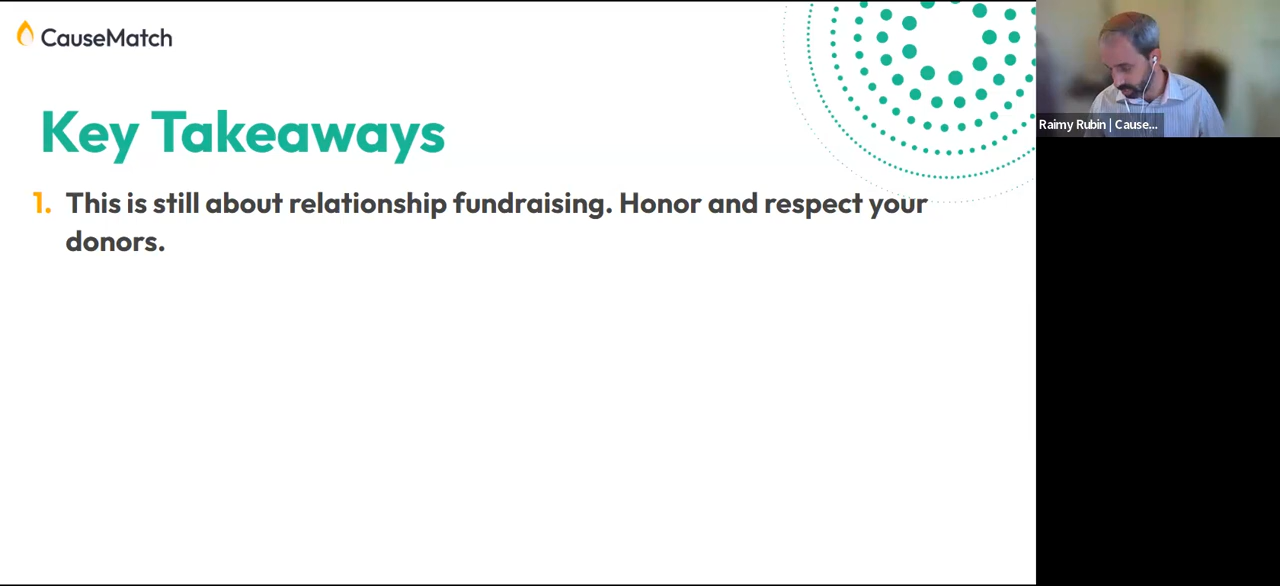 CauseMatch
Key Takeaways
1. This is still about relationship fundraising. Honor and respect your
donors.
Raimy Rubin | Cause...